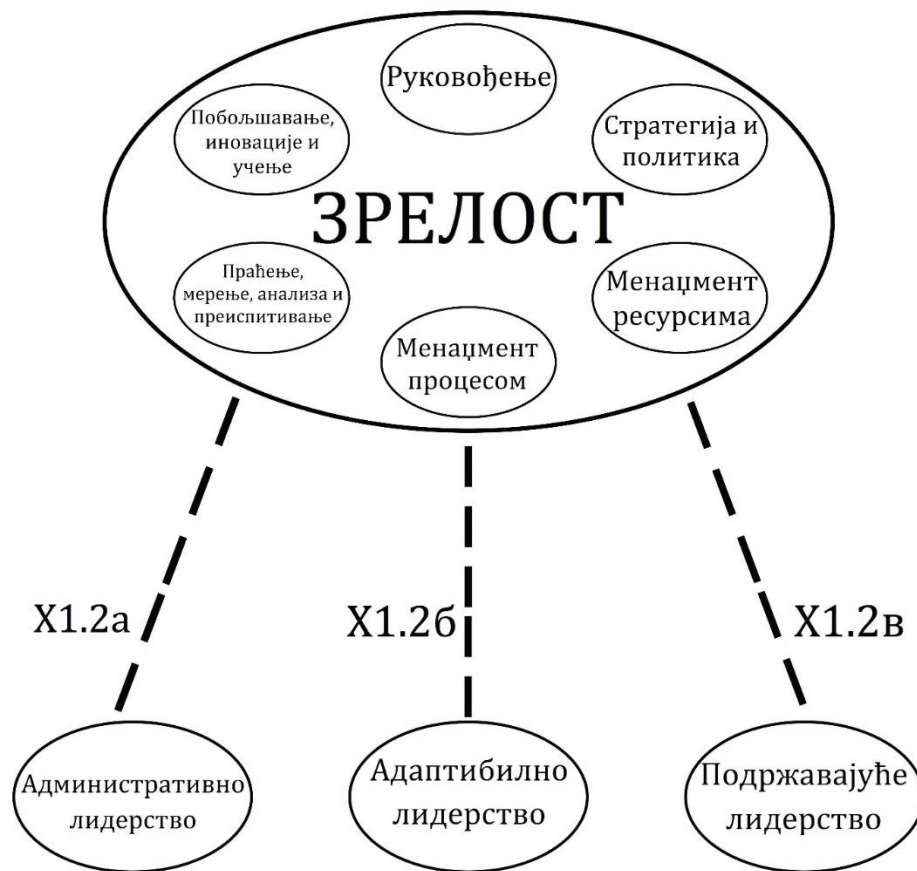 Руковођење
Побољшавање,
иновације и
учење
Стратегија и
политика
ЗРЕЛОСТ
Праћење,
мерење, анализа и
преиспитивање
Менаџмент
ресурсима
Менаџмент
процесом
Х1.2а
Х1.2б
Х1.2в
Административно
лидерство
Адаптибилно
лидерство
Подржавајуће
лидерство